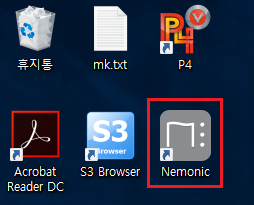 휴지통 mk.txt P4
S3
Browser
Acrobat Reader DC S3 Browser Nemonic